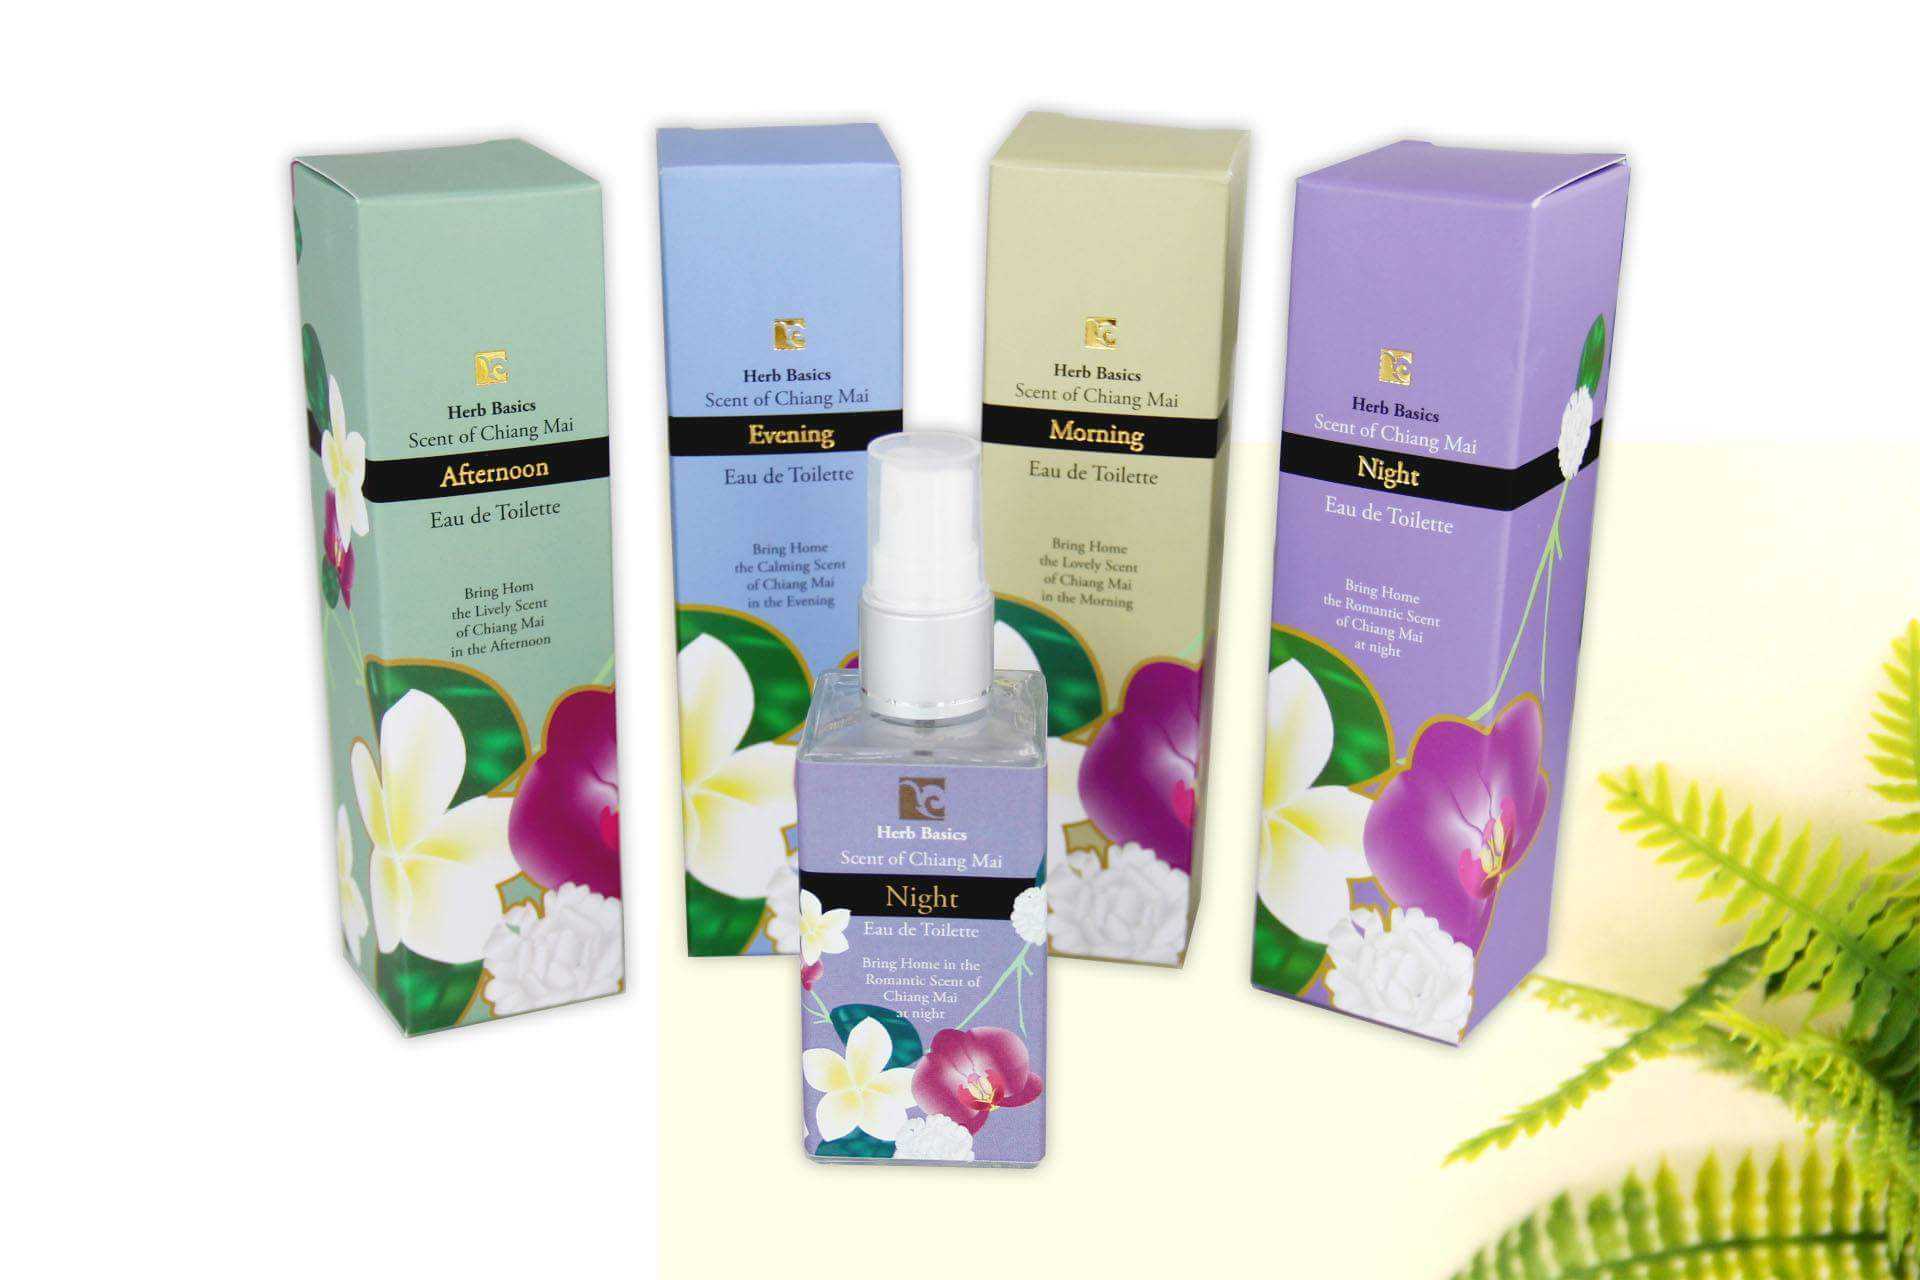 Herb Basics
Scent of Chiang Mai
Afternoon
Eau de Toilette
Bring Hom
the Lively Scent
of Chiang Mai
in the Afternoon
Herb Basics
Scent of Chiang Mai
Evening
Eau de Toilette
Bring Home
the Calming Scent
of Chiang Mai
in the Evening
Herb Basics
Scent of Chiang Mai
Morning
Eau de Toilette
Bring Home
the Lovely Scent
of Chiang Mai
in the Morning
Herb Basics
Scent of Chiang Mai
Night
Eau de Toilette
Bring Home
the Romantic Scent
of Chiang Mai
at night
Herb Basics
Scent of Chiang Mai
Night
Eau de Toilette
Bring Home in the
Romantic Scent of
Chiang Mai
at night